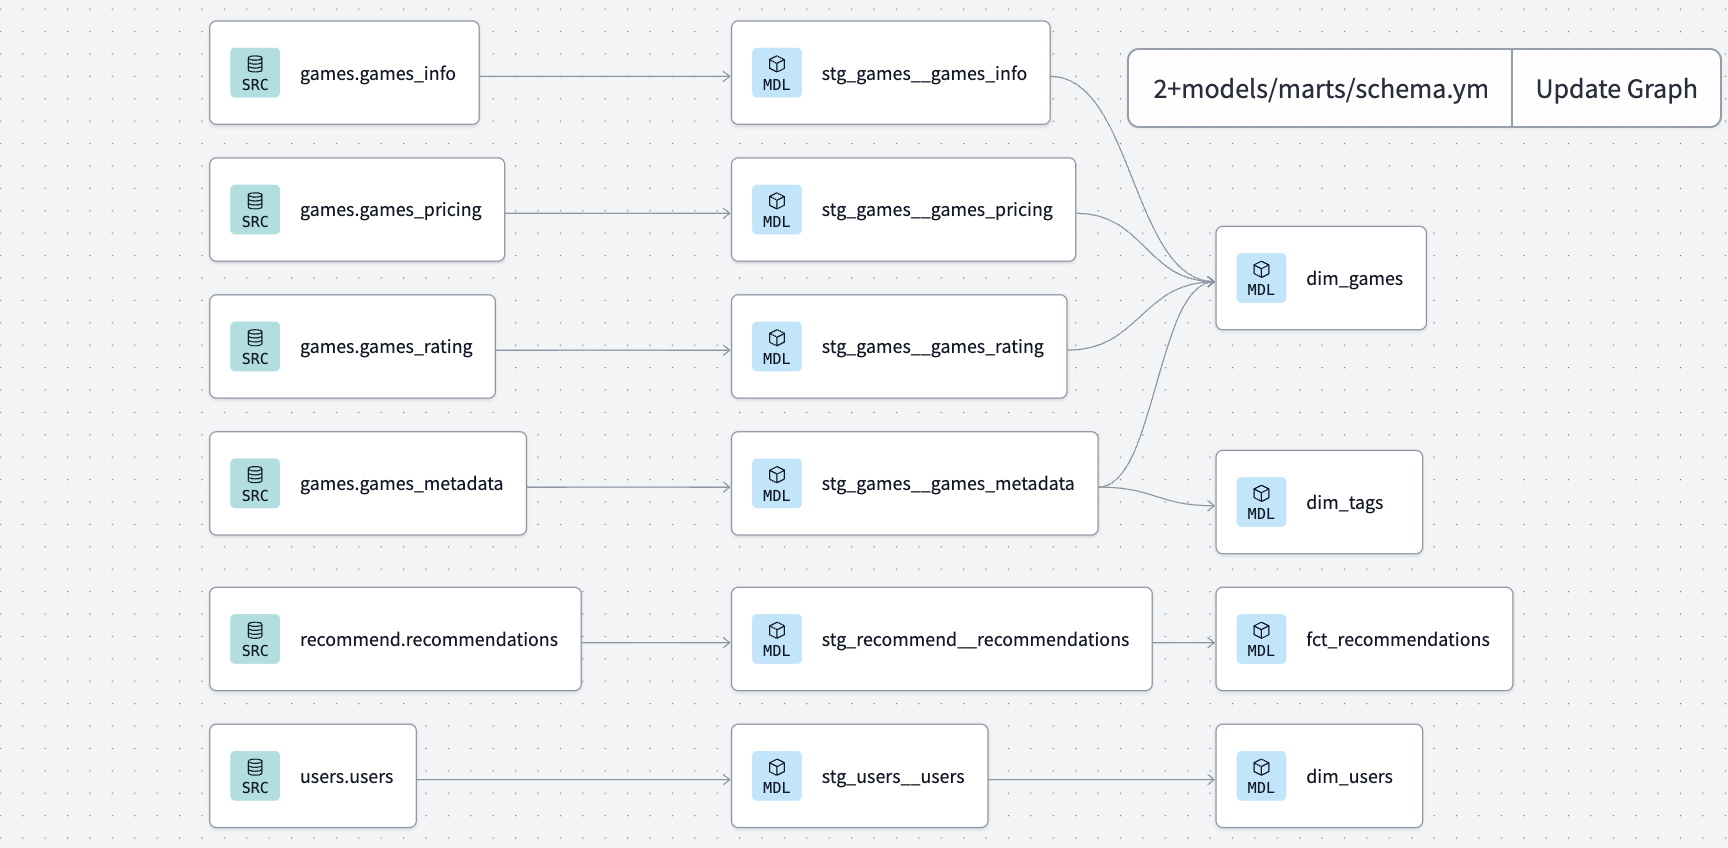 SRC games.games_info
MDL stg_games__games_info
2+models/marts/schema.ym
Update Graph
SRC games.games_pricing
MDL stg_games__games_pricing
MDL dim_games
SRC games.games_rating
MDL stg_games__games_rating
SRC games.games_metadata
MDL stg_games__games_metadata
MDL dim_tags
SRC recommend.recommendations
MDL stg_recommend__recommendations
MDL fct_recommendations
SRC users.users
MDL stg_users__users
MDL dim_users